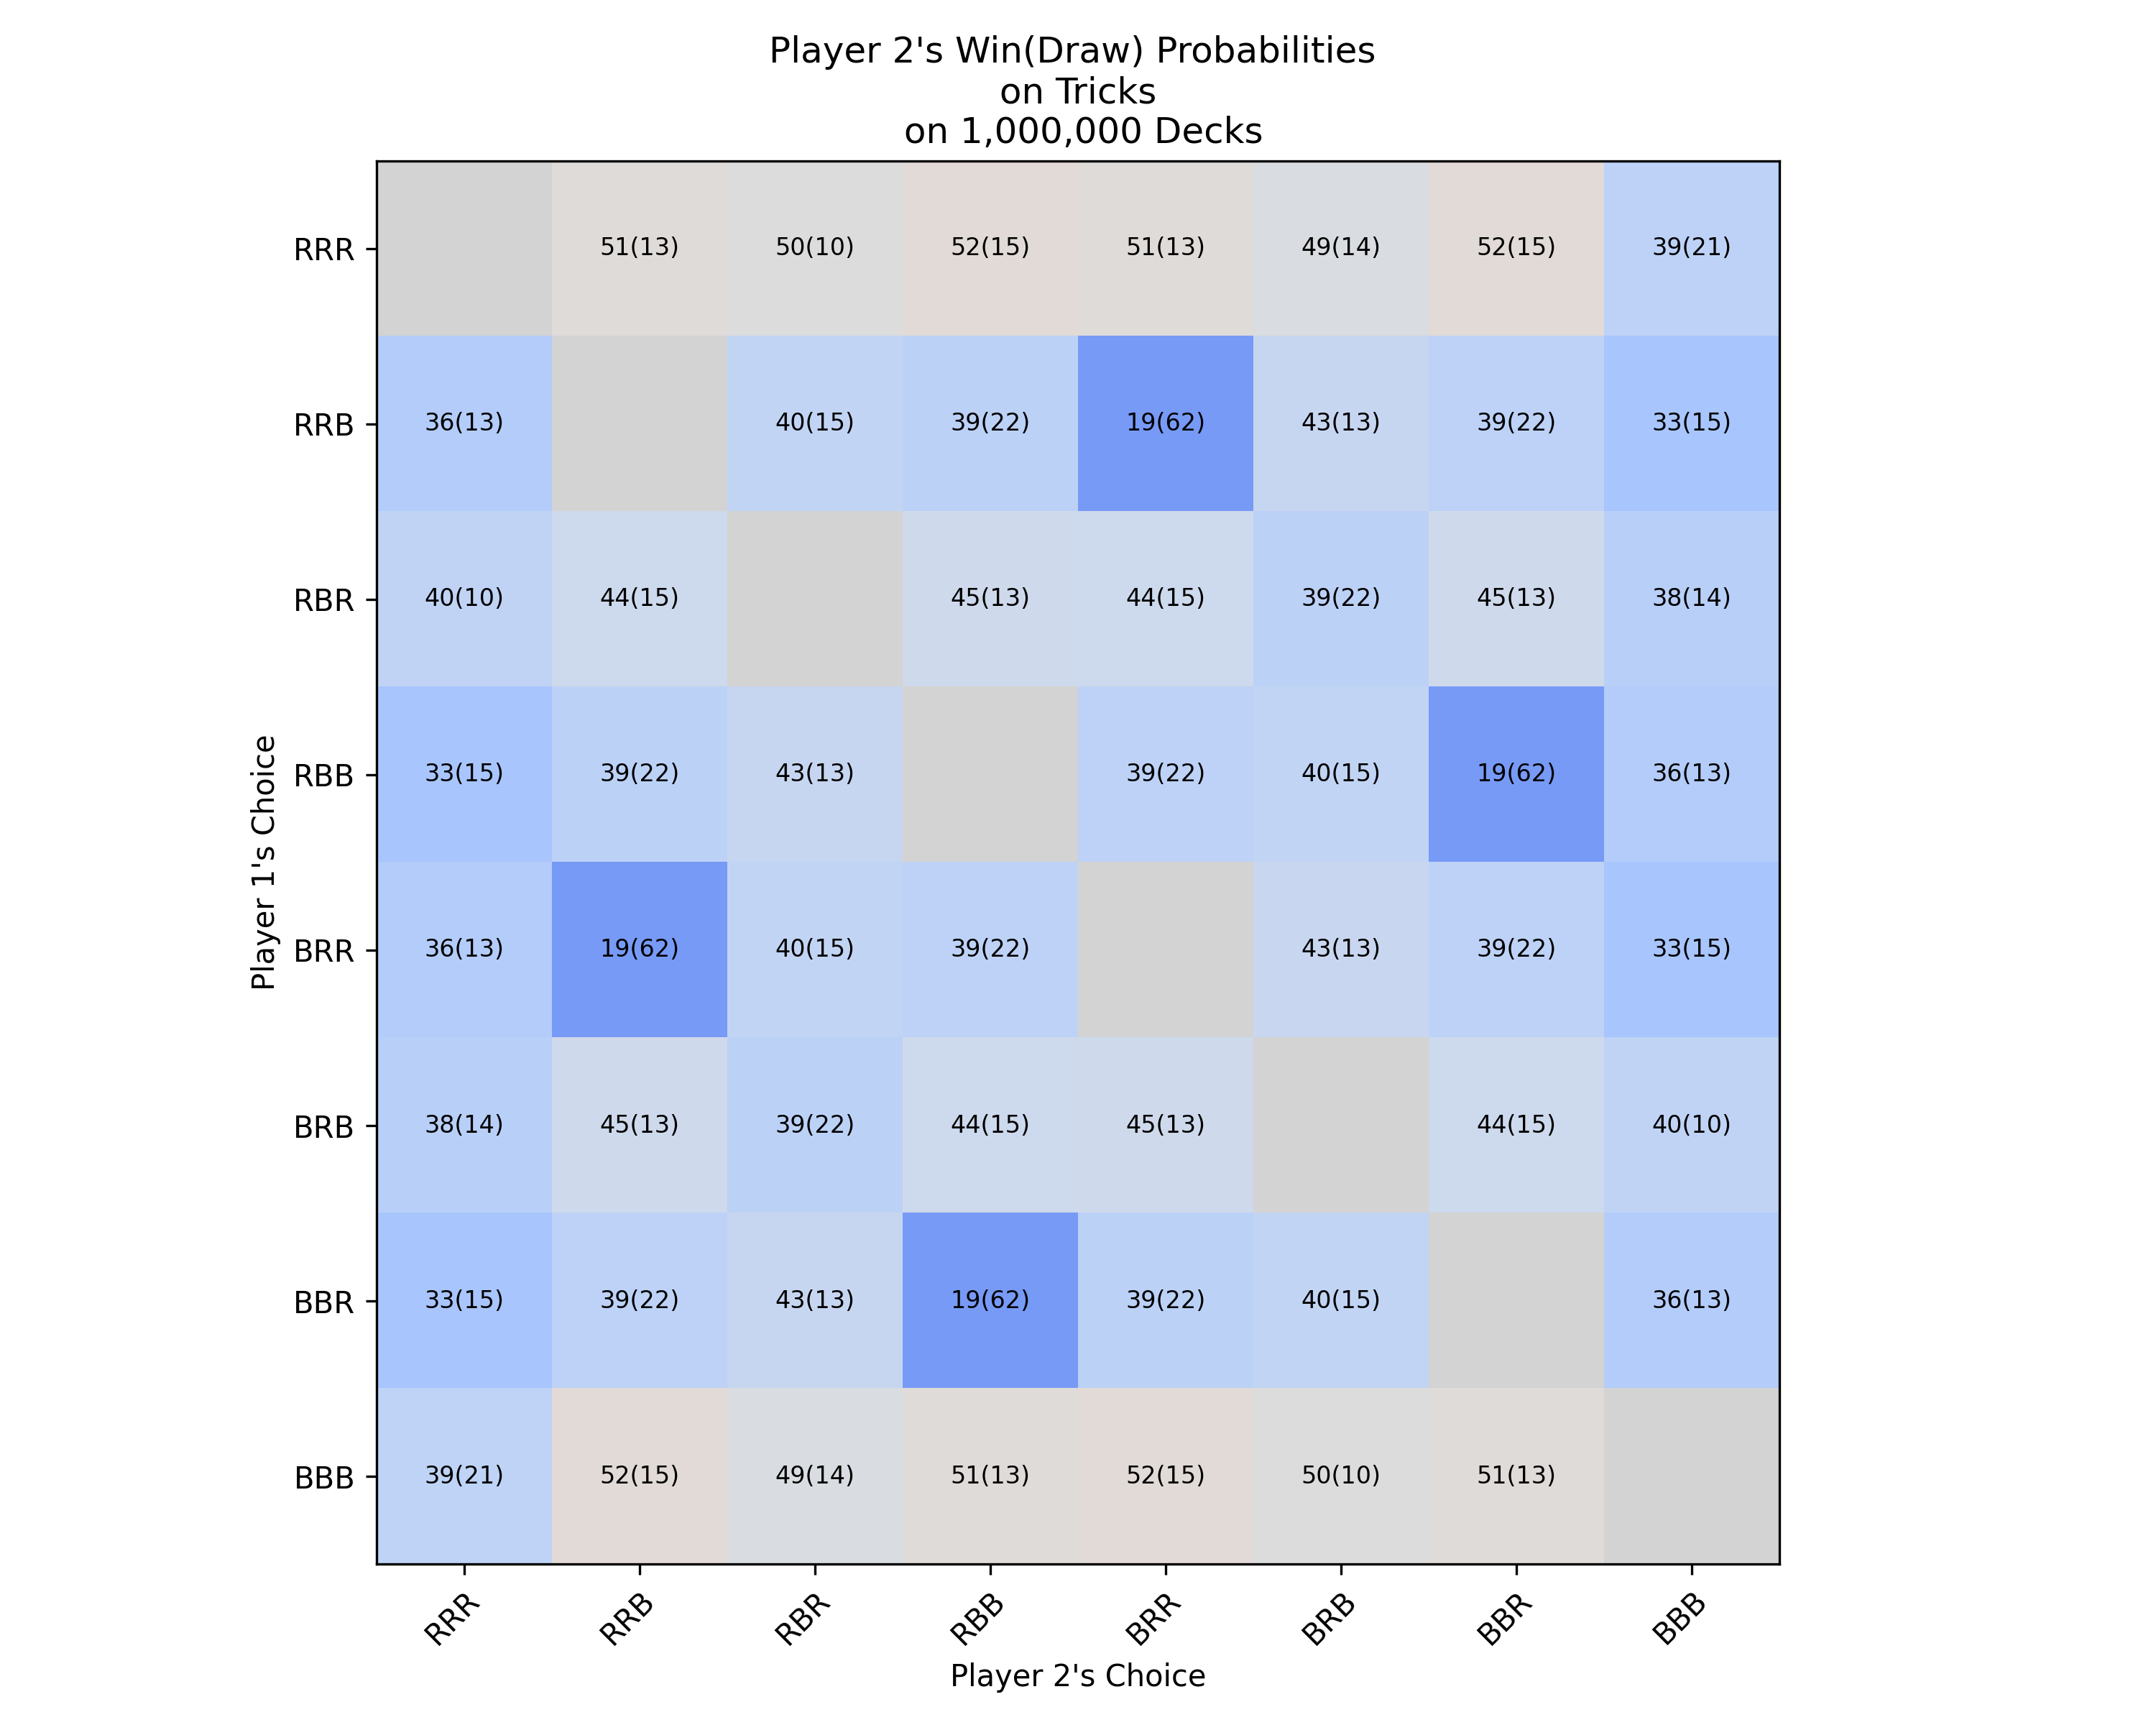 Player 2's Win(Draw) Probabilities
on Tricks
on 1,000,000 Decks
Player 1's Choice
RRR 51(13) 50(10) 52(15) 51(13) 49(14) 52(15) 39(21)
RRB 36(13) 40(15) 39(22) 19(62) 43(13) 39(22) 33(15)
RBR 40(10) 44(15) 45(13) 44(15) 39(22) 45(13) 38(14)
RBB 33(15) 39(22) 43(13) 39(22) 40(15) 19(62) 36(13)
BRR 36(13) 19(62) 40(15) 39(22) 43(13) 39(22) 33(15)
BRB 38(14) 45(13) 39(22) 44(15) 45(13) 44(15) 40(10)
BBR 33(15) 39(22) 43(13) 19(62) 39(22) 40(15) 36(13)
BBB 39(21) 52(15) 49(14) 51(13) 52(15) 50(10) 51(13)
RRR RRB RBR RBB BRR BRB BBR BBB
Player 2's Choice